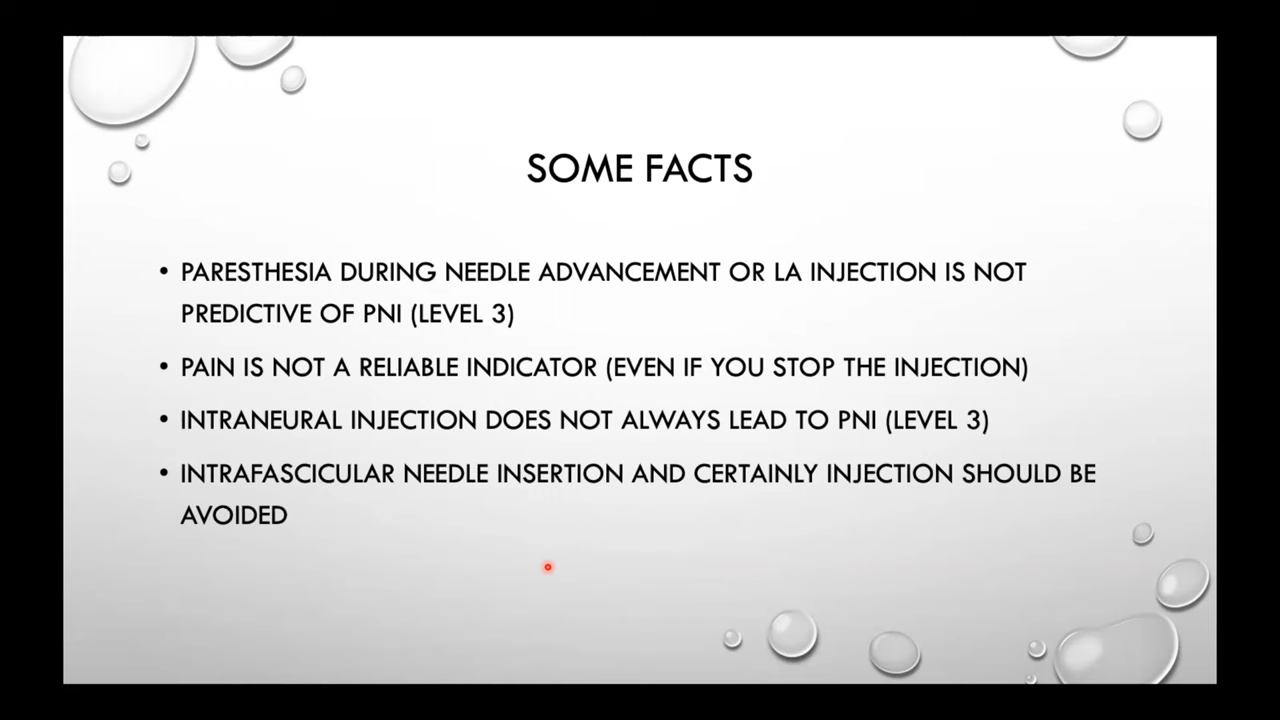 SOME FACTS
• PARESTHESIA DURING NEEDLE ADVANCEMENT OR LA INJECTION IS NOT
PREDICTIVE OF PNI (LEVEL 3)
• PAIN IS NOT A RELIABLE INDICATOR (EVEN IF YOU STOP THE INJECTION)
• INTRANEURAL INJECTION DOES NOT ALWAYS LEAD TO PNI (LEVEL 3)
• INTRAFASCICULAR NEEDLE INSERTION AND CERTAINLY INJECTION SHOULD BE
AVOIDED